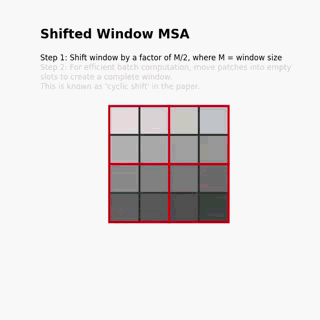 Shifted Window MSA
Step 1: Shift window by a factor of M/2, where M = window size
Step 2: For efficient batch computation, move patches into empty
slots to create a complete window.
This is known as 'cyclic shift' in the paper.